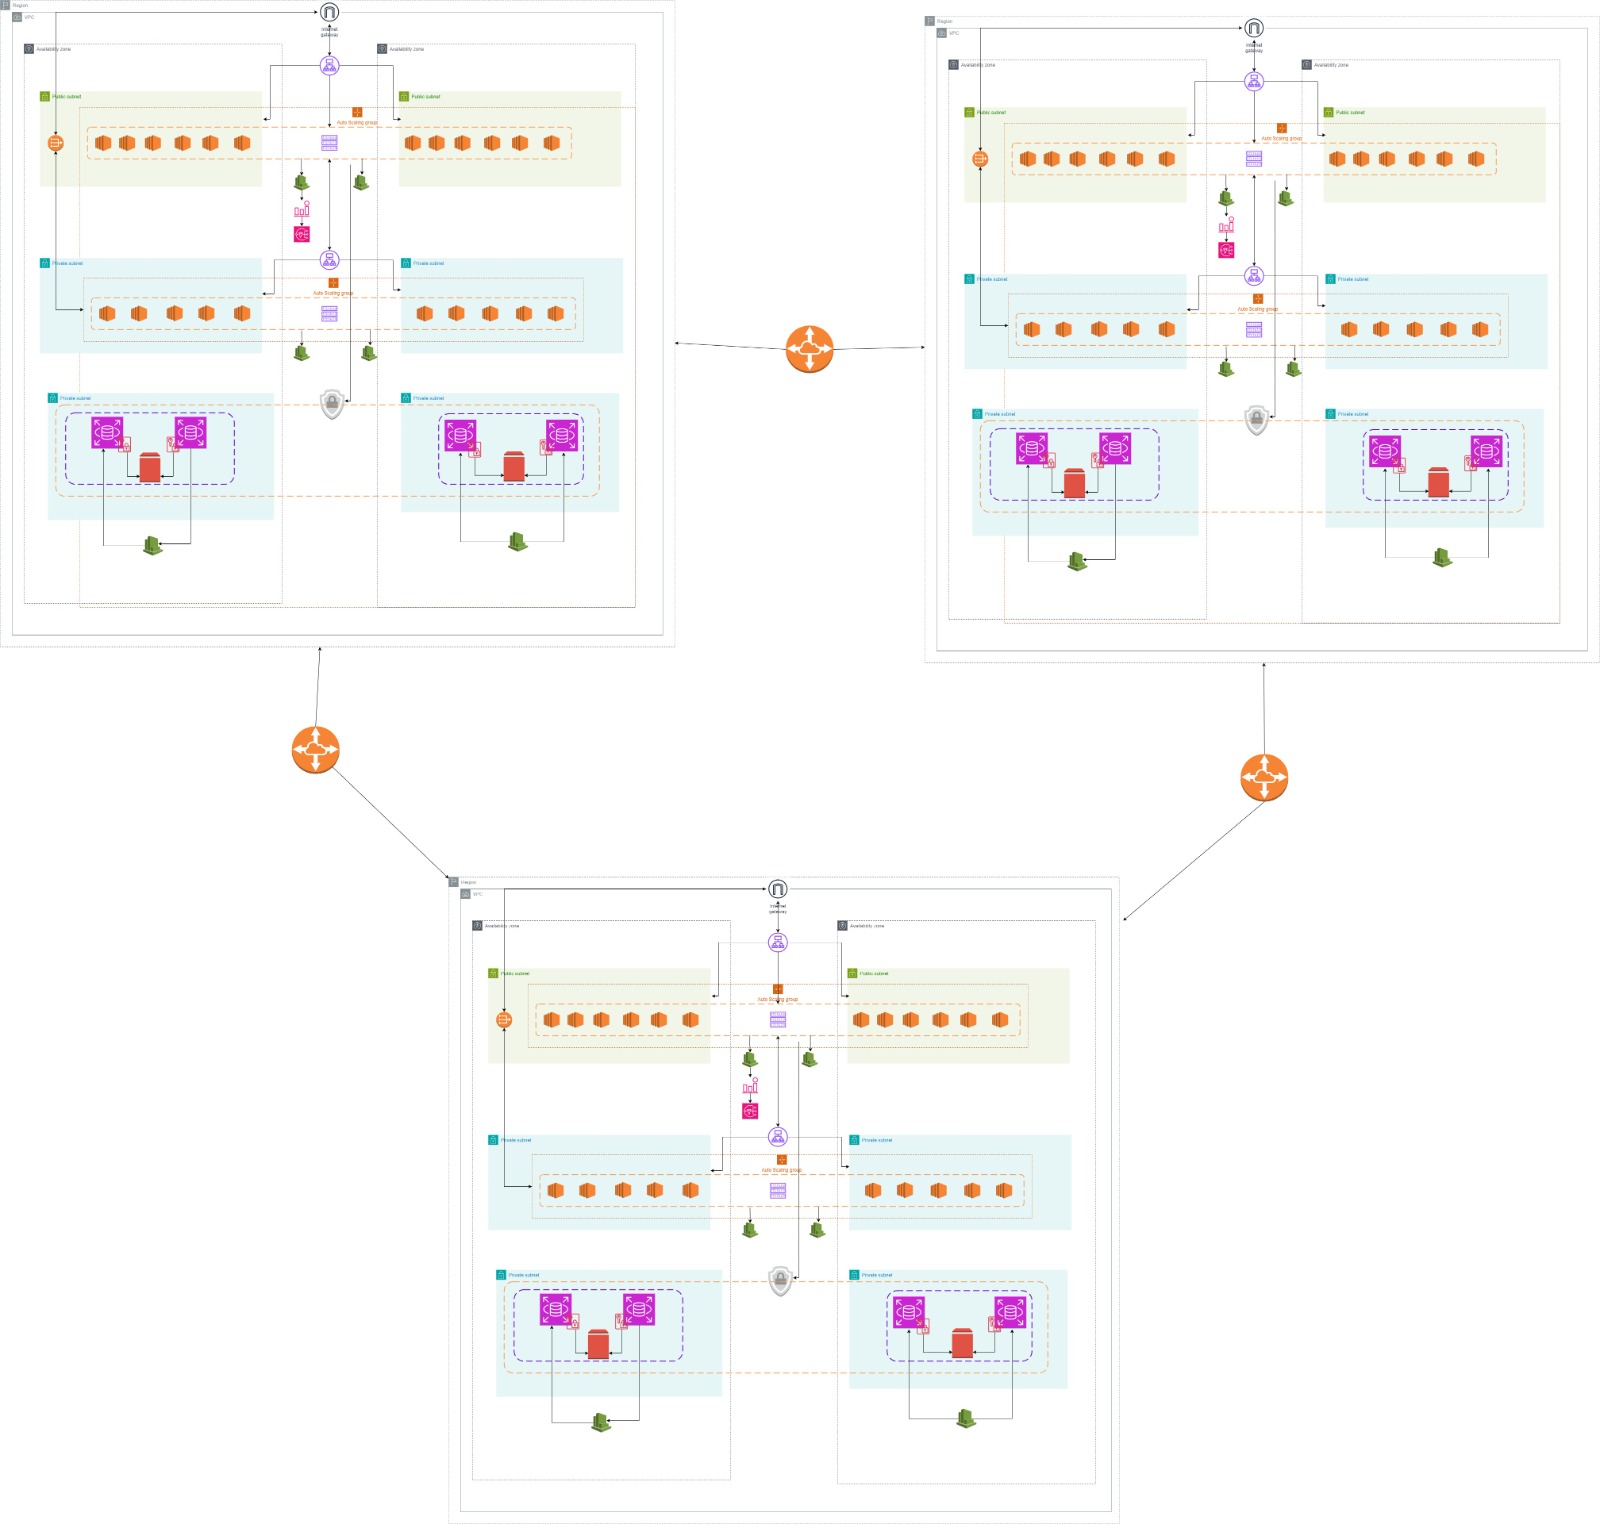 Region
VPC
Internet
gateway
Availability zone
Availability zone
Public subnet
Public subnet
Auto Scaling group
Private subnet
Private subnet
Auto Scaling group
Private subnet
Private subnet
Region
VPC
Internet
gateway
Availability zone
Availability zone
Public subnet
Public subnet
Auto Scaling group
Private subnet
Private subnet
Auto Scaling group
Private subnet
Private subnet
Region
VPC
Internet
gateway
Availability zone
Availability zone
Public subnet
Public subnet
Auto Scaling group
Private subnet
Private subnet
Auto Scaling group
Private subnet
Private subnet